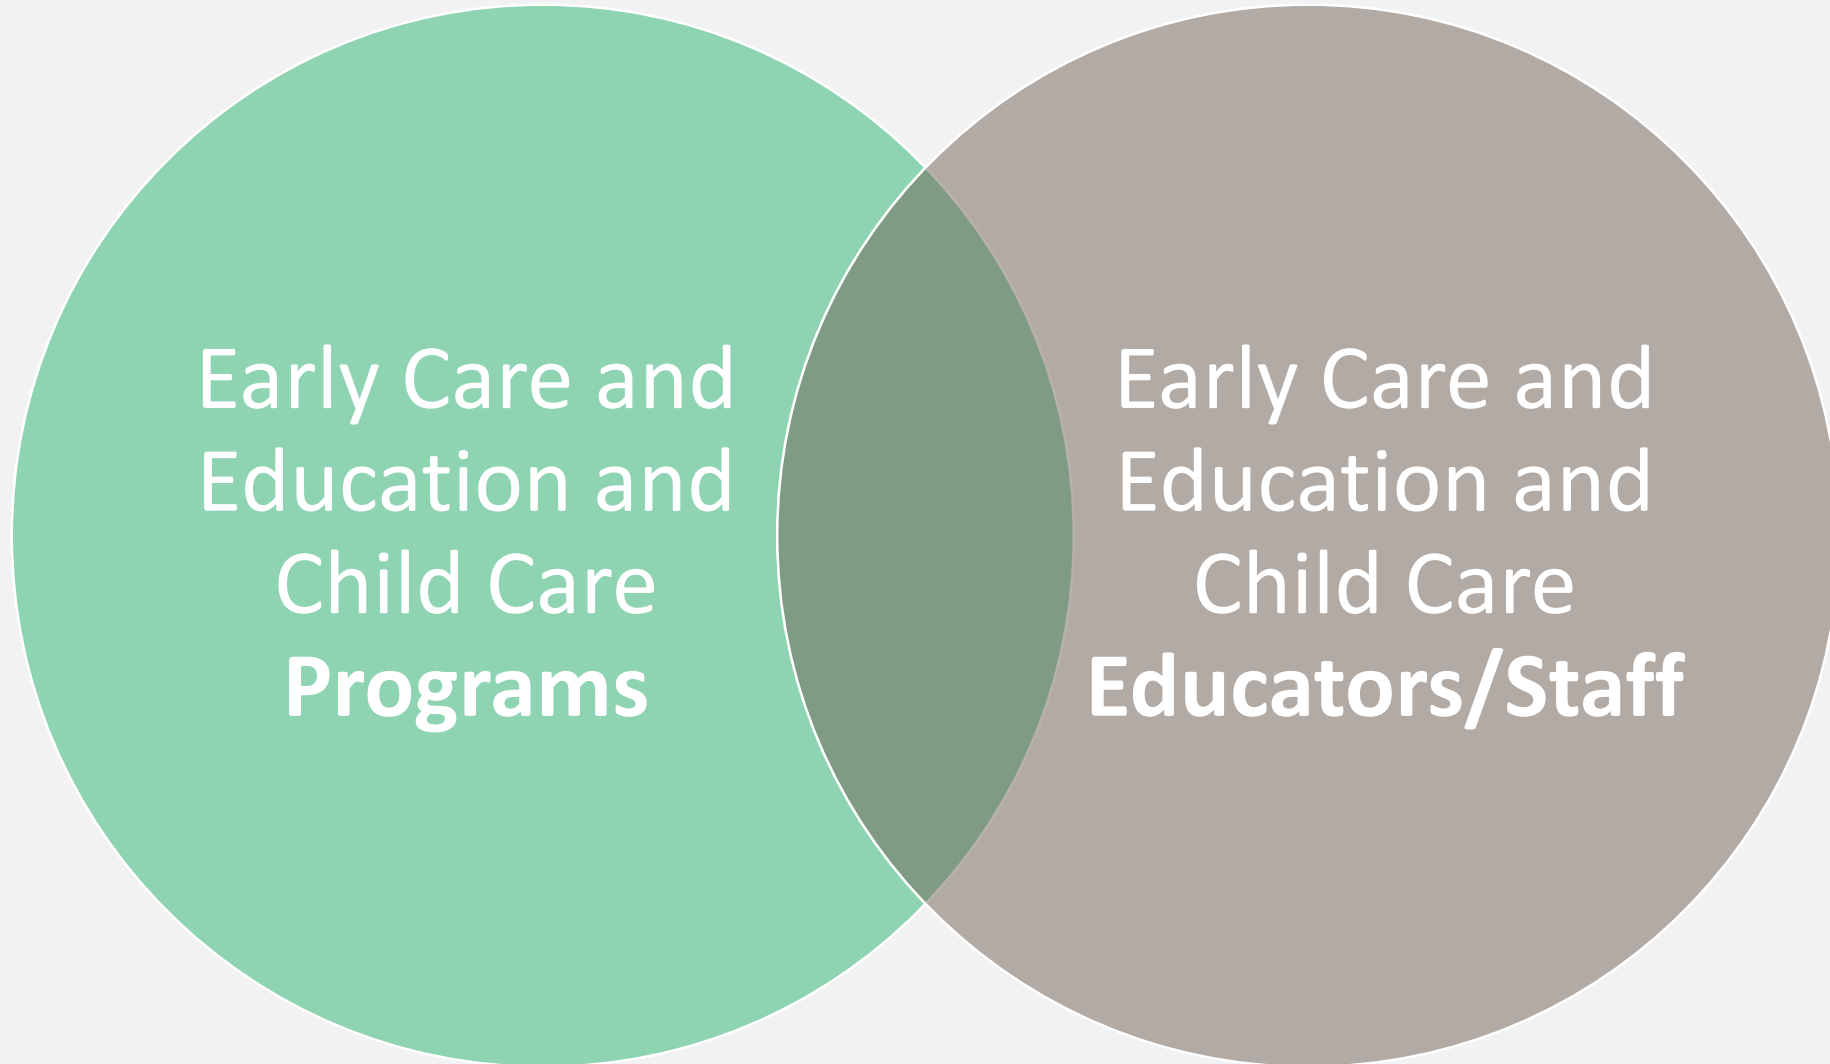 Early Care and
Education and
Child Care
Programs
Early Care and
Education and
Child Care
Educators/Staff